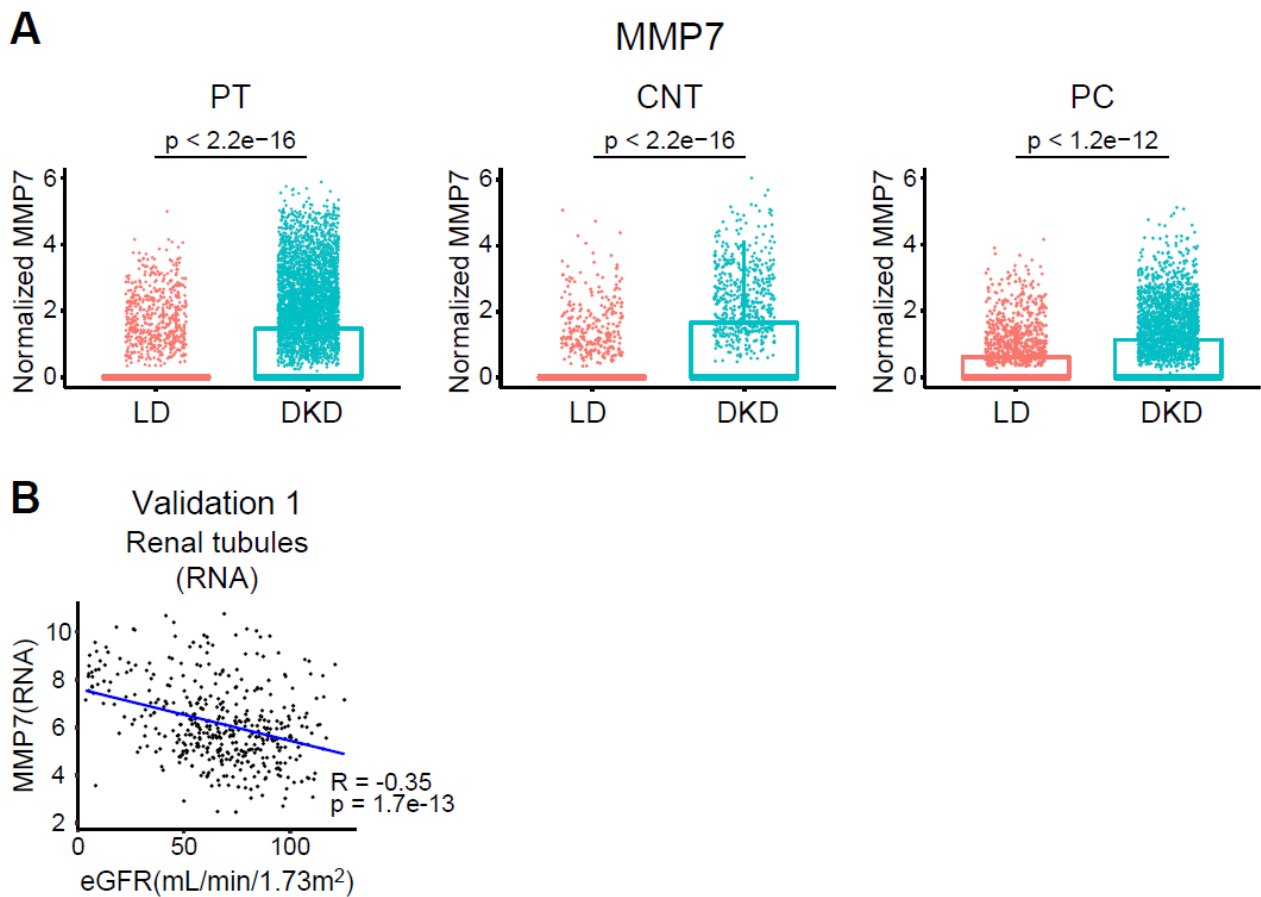 A
MMP7
PT
CNT
PC
p < 2.2e−16
p < 2.2e−16
p < 1.2e−12
Normalized MMP7
6
4
2
0
LD
DKD
Normalized MMP7
6
4
2
0
LD
DKD
Normalized MMP7
6
4
2
0
LD
DKD
B
Validation 1
Renal tubules
(RNA)
MMP7(RNA)
10
8
6
4
2
R = -0.35
p = 1.7e-13
0
50
100
eGFR(mL/min/1.73m²)